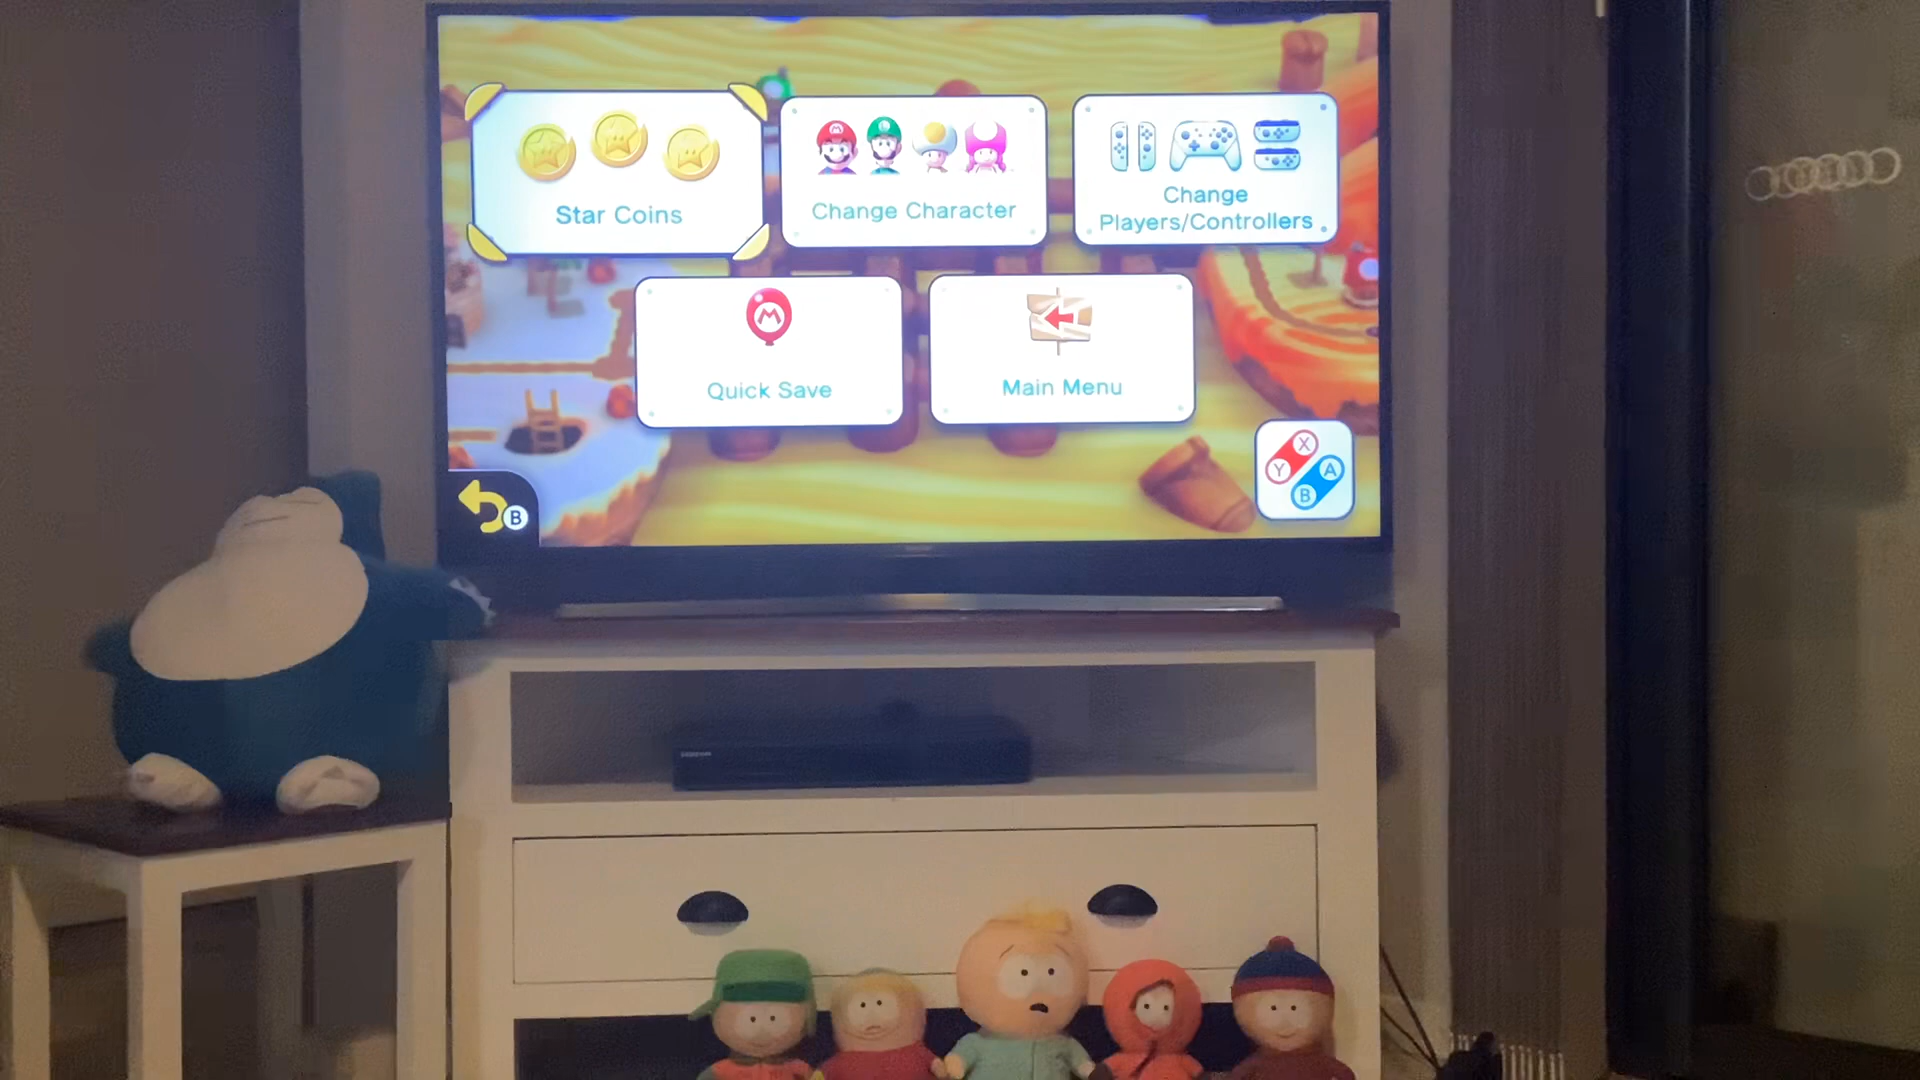 Star Coins
Change Character
Change
Players/Controllers
Quick Save
Main Menu
X
Y
A
B
B